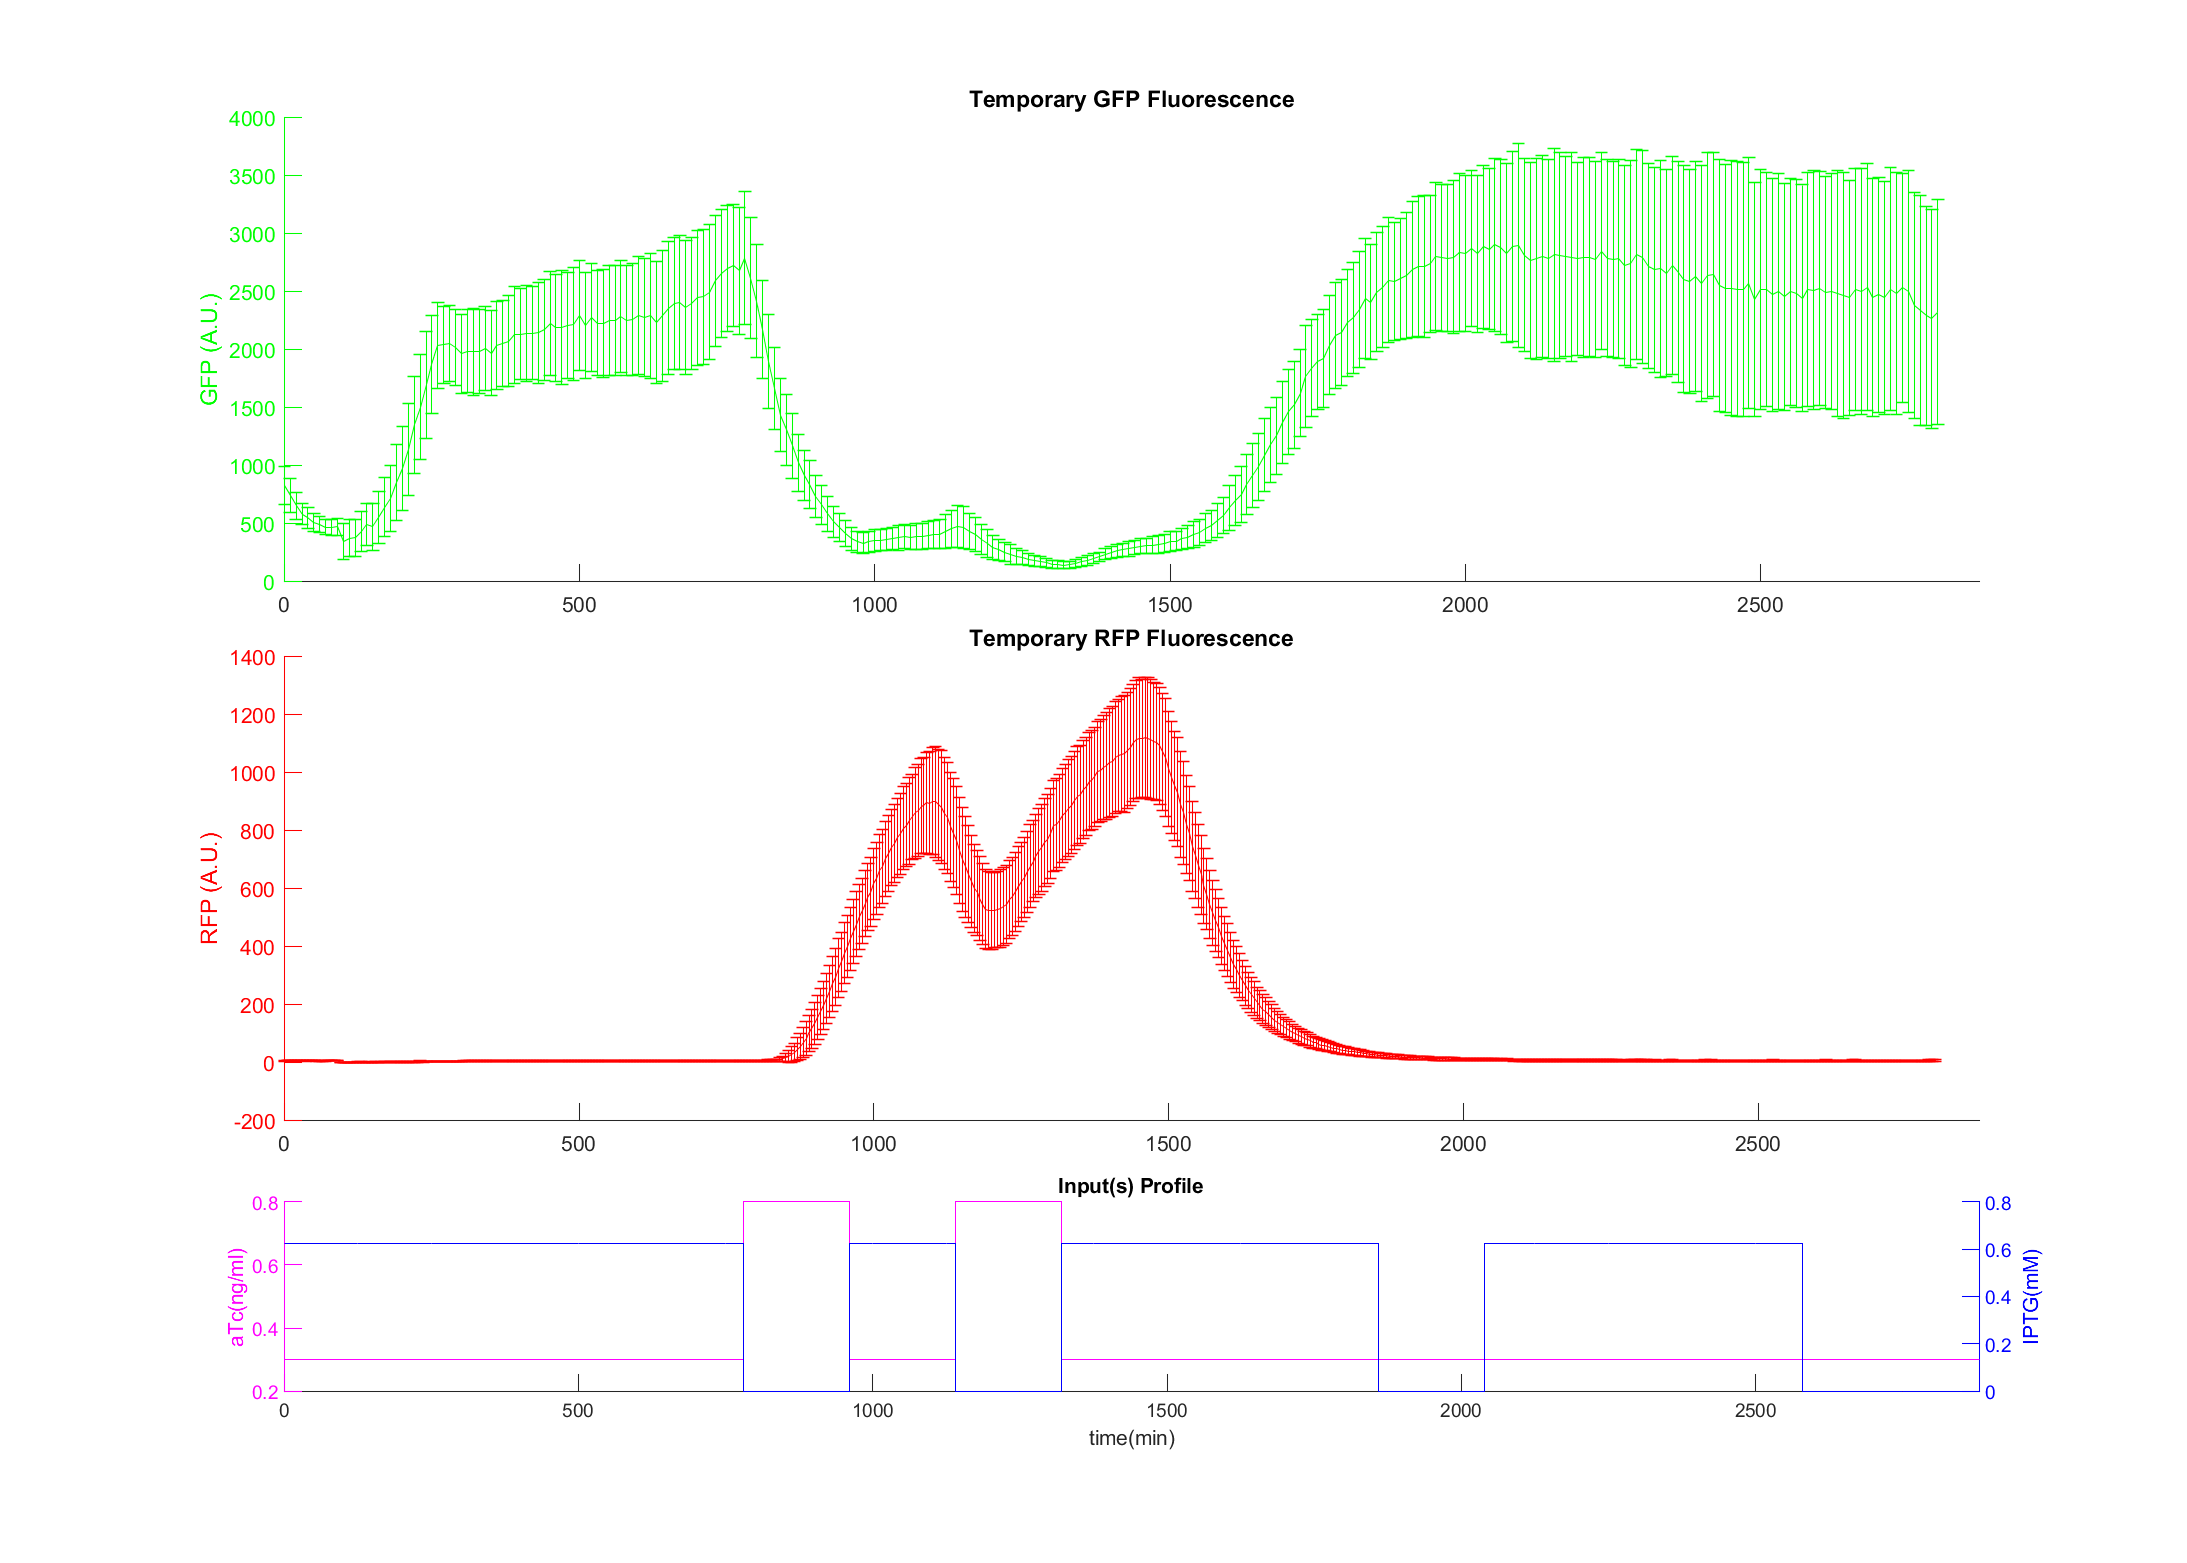 Temporary GFP Fluorescence
4000
3500
3000
2500
2000
1500
1000
500
0
GFP (A.U.)
0 500 1000 1500 2000 2500
Temporary RFP Fluorescence
1400
1200
1000
800
600
400
200
0
-200
RFP (A.U.)
0 500 1000 1500 2000 2500
Input(s) Profile
0.8
0.6
0.4
0.2
aTc(ng/ml)
0.8
0.6
0.4
0.2
0
IPTG(mM)
0 500 1000 1500 2000 2500
time(min)